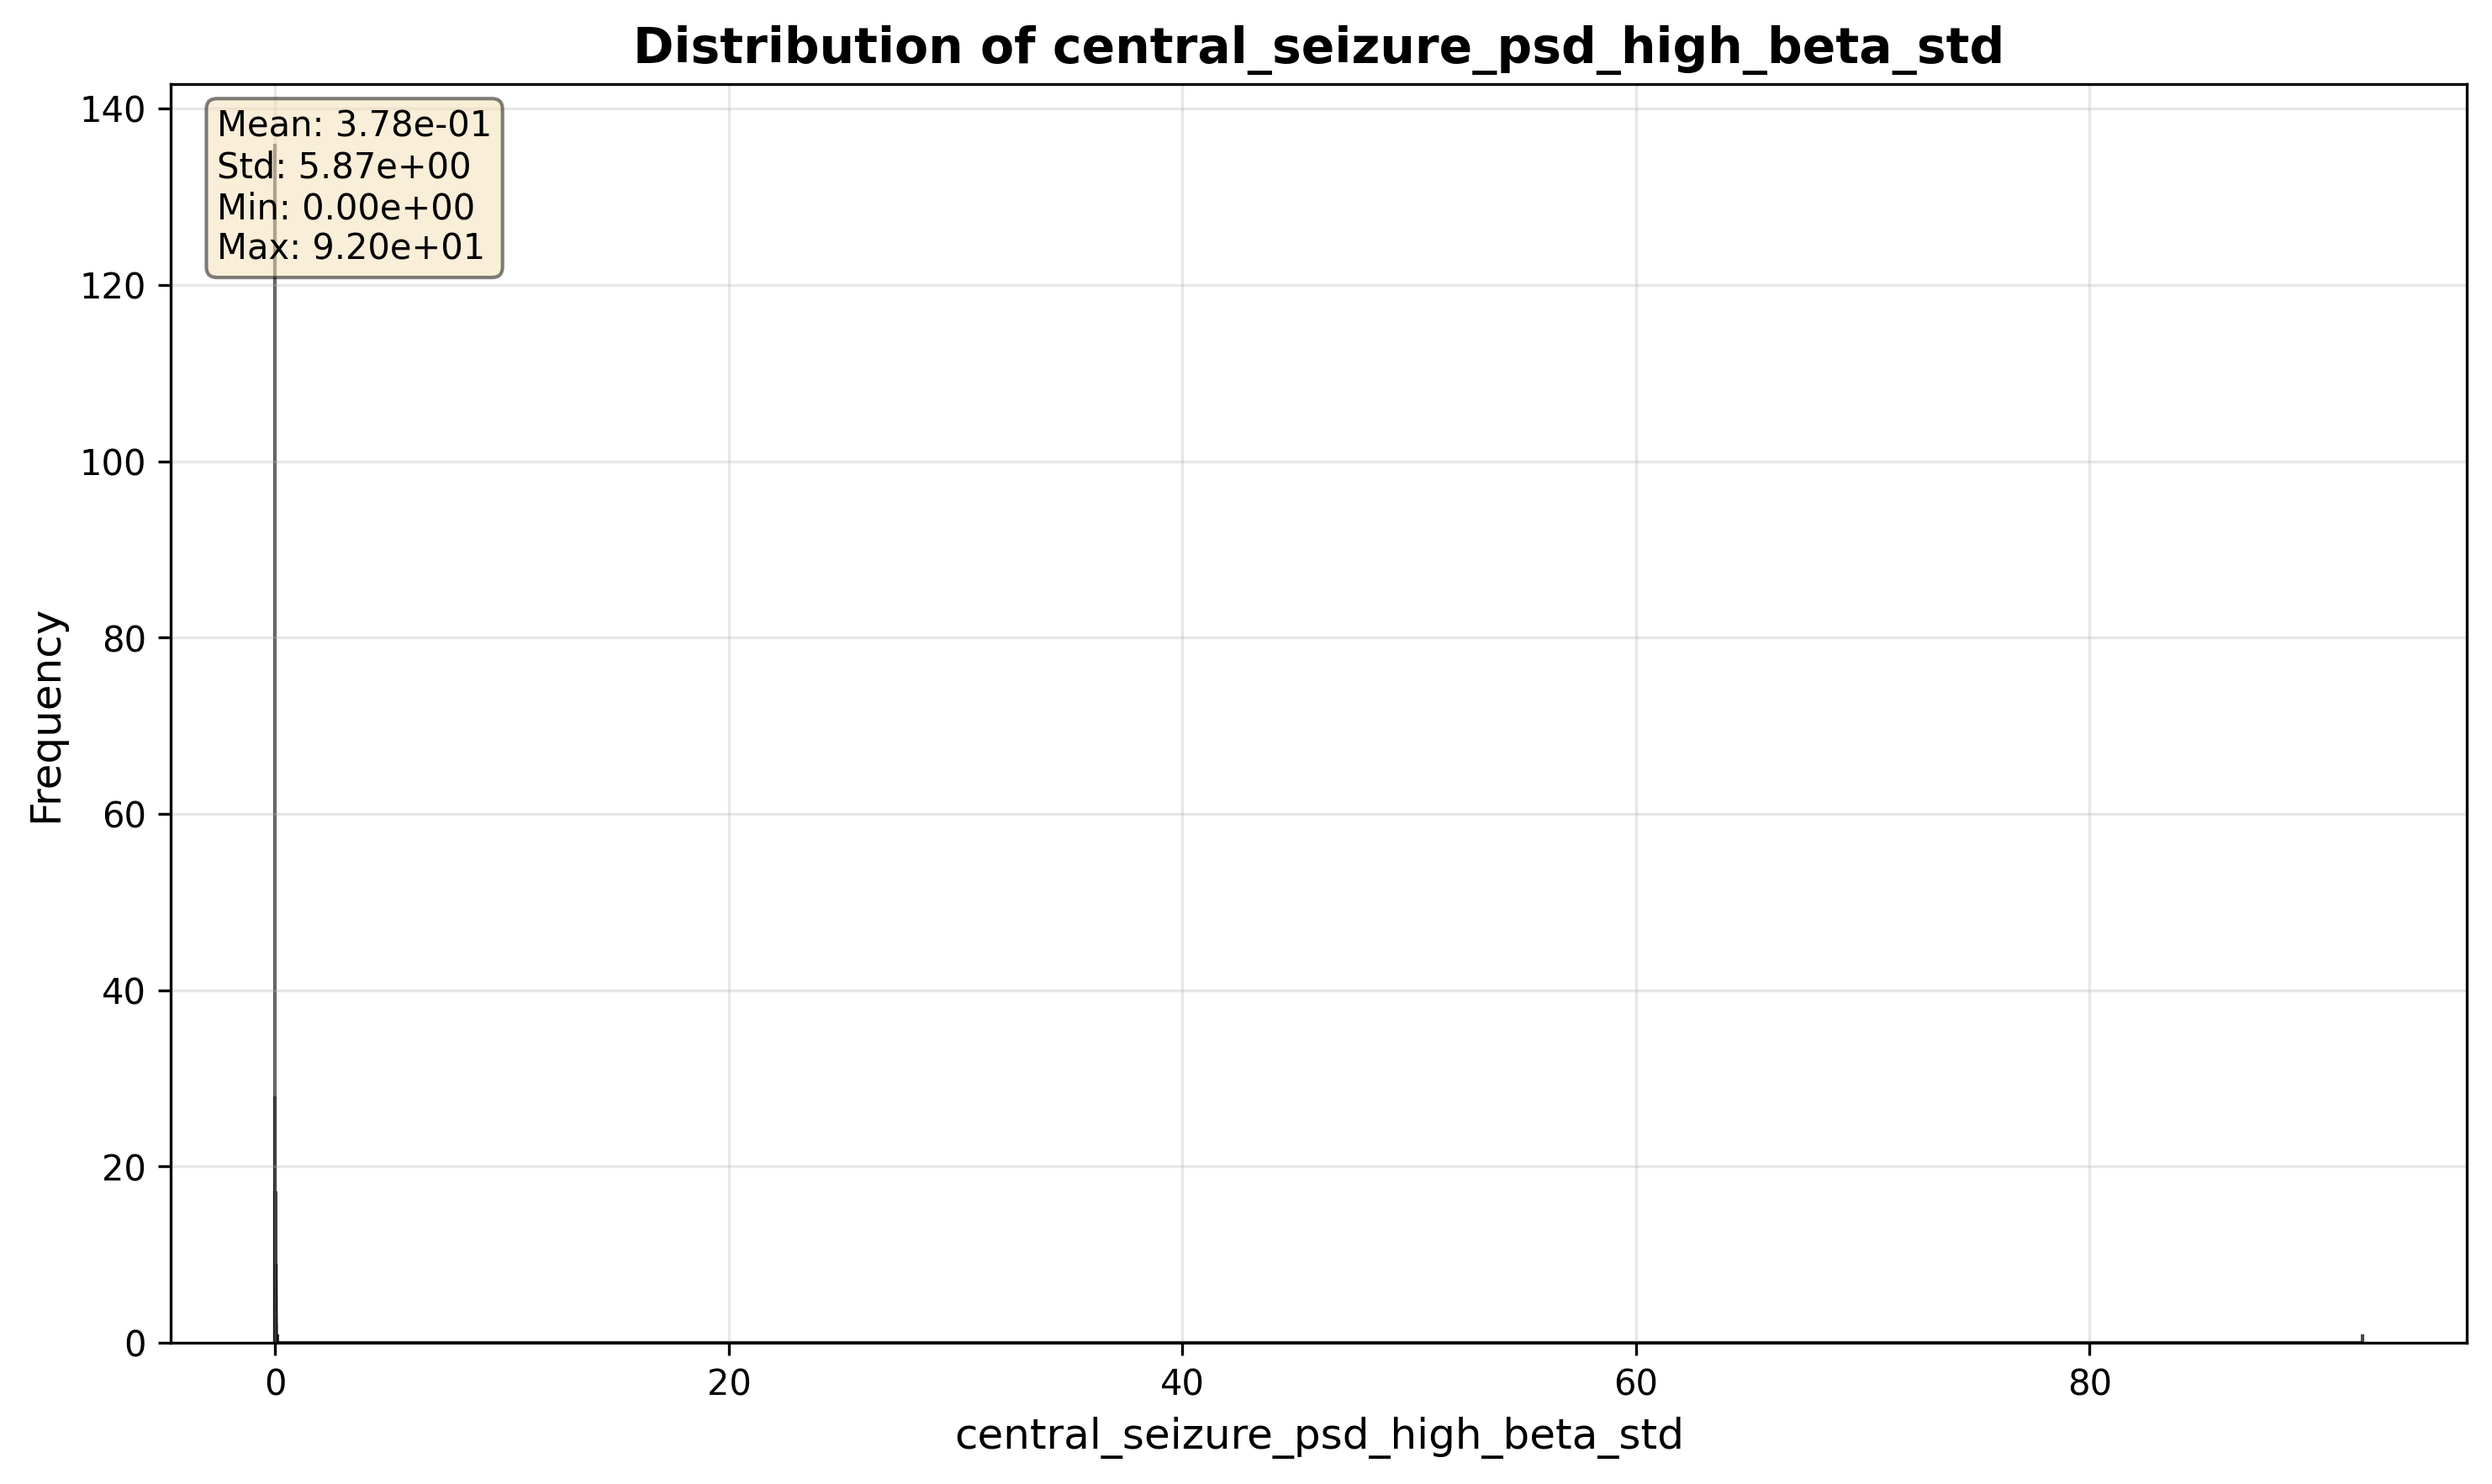 Distribution of central_seizure_psd_high_beta_std
Mean: 3.78e-01
Std: 5.87e+00
Min: 0.00e+00
Max: 9.20e+01
140
120
100
80
60
40
20
0
Frequency
0 20 40 60 80
central_seizure_psd_high_beta_std